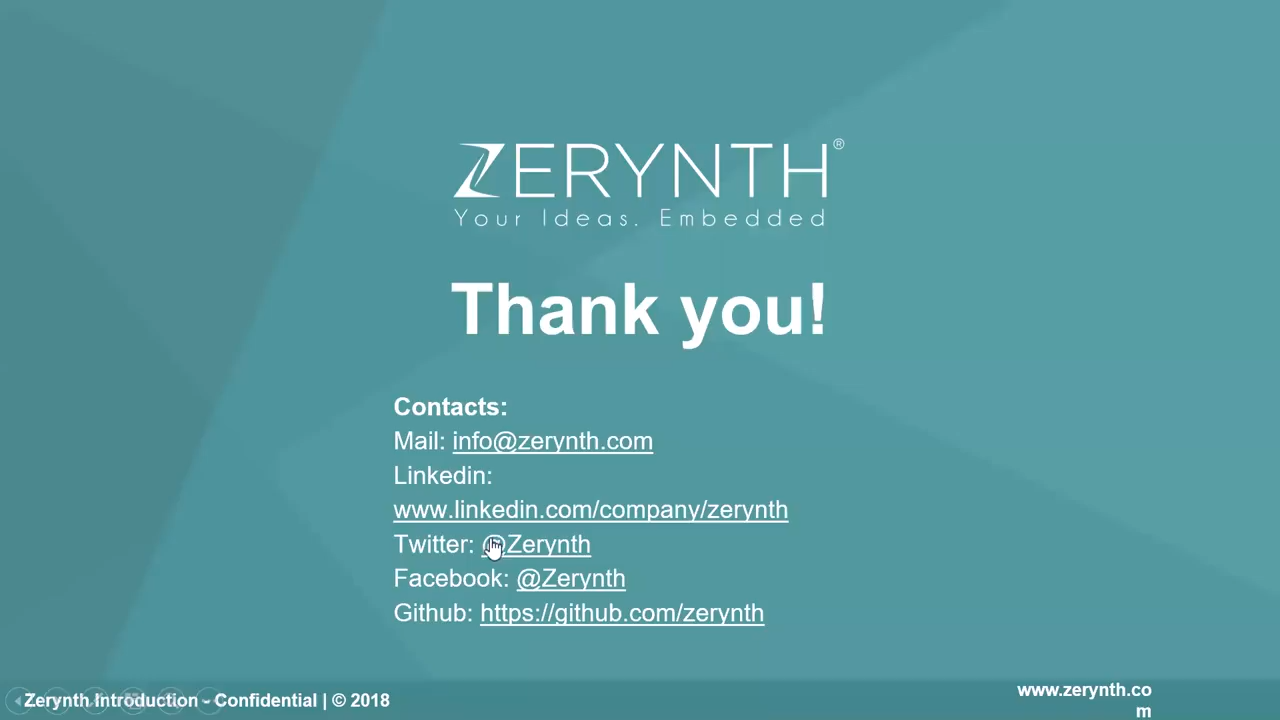 ZERYNTH®
Your Ideas. Embedded
Thank you!
Contacts:
Mail: info@zerynth.com
Linkedin:
www.linkedin.com/company/zerynth
Twitter: @Zerynth
Facebook: @Zerynth
Github: https://github.com/zerynth
Zerynth Introduction - Confidential | © 2018
www.zerynth.co
m